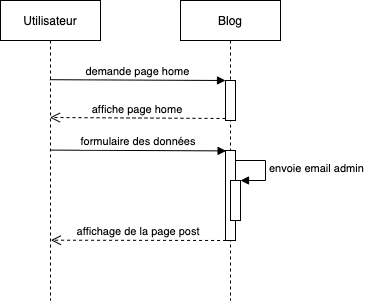 Utilisateur
Blog
demande page home
affiche page home
formulaire des données
envoie email admin
affichage de la page post